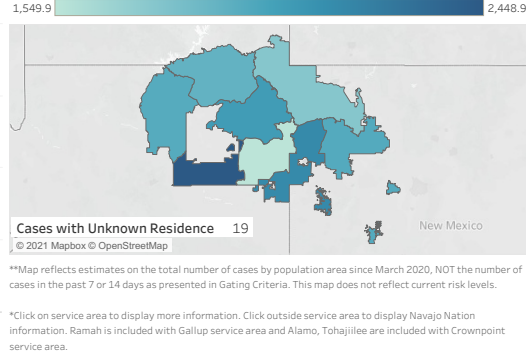 1,549.9 2,448.9
New Mexico
Cases with Unknown Residence 19
© 2021 Mapbox © OpenStreetMap
**Map reflects estimates on the total number of cases by population area since March 2020, NOT the number of
cases in the past 7 or 14 days as presented in Gating Criteria. This map does not reflect current risk levels.
*Click on service area to display more information. Click outside service area to display Navajo Nation
information. Ramah is included with Gallup service area and Alamo, Tohajiilee are included with Crownpoint
service area.